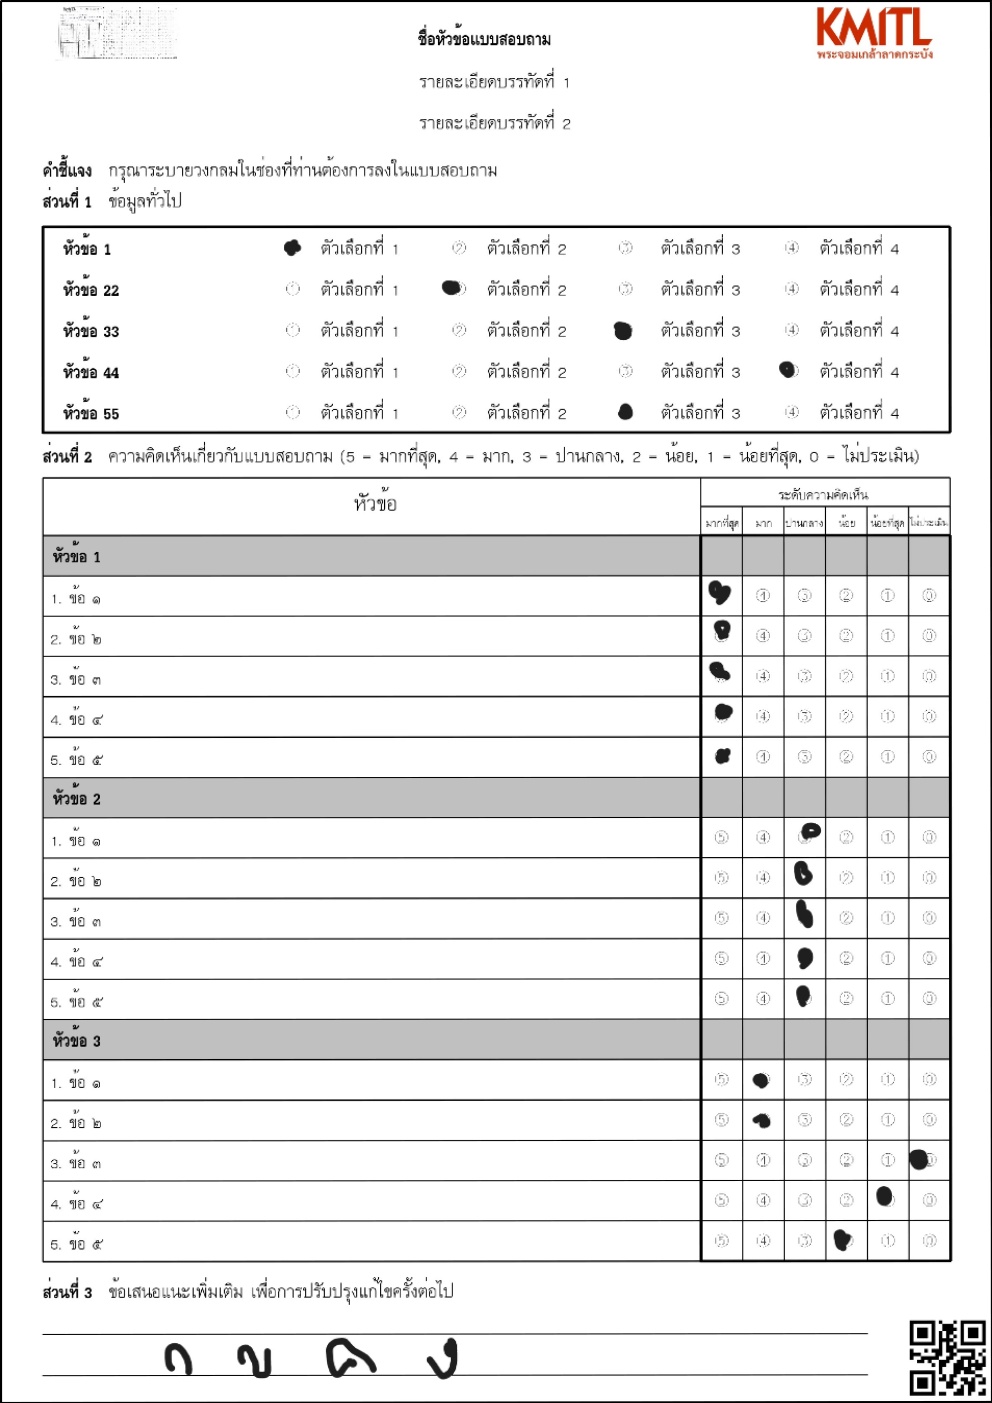 KMITL
พระจอมเกล้าลาดกระบัง
ชื่อหัวข้อแบบสอบถาม
รายละเอียดบรรทัดที่ 1
รายละเอียดบรรทัดที่ 2
คำชี้แจง กรุณาระบายวงกลมในช่องที่ท่านต้องการลงในแบบสอบถาม
ส่วนที่ 1 ข้อมูลทั่วไป
หัวข้อ 1 ตัวเลือกที่ 1 ② ตัวเลือกที่ 2 ③ ตัวเลือกที่ 3 ④ ตัวเลือกที่ 4
หัวข้อ 22 ① ตัวเลือกที่ 1 ตัวเลือกที่ 2 ③ ตัวเลือกที่ 3 ④ ตัวเลือกที่ 4
หัวข้อ 33 ① ตัวเลือกที่ 1 ② ตัวเลือกที่ 2 ตัวเลือกที่ 3 ④ ตัวเลือกที่ 4
หัวข้อ 44 ① ตัวเลือกที่ 1 ② ตัวเลือกที่ 2 ③ ตัวเลือกที่ 3 ตัวเลือกที่ 4
หัวข้อ 55 ① ตัวเลือกที่ 1 ② ตัวเลือกที่ 2 ตัวเลือกที่ 3 ④ ตัวเลือกที่ 4
ส่วนที่ 2 ความคิดเห็นเกี่ยวกับแบบสอบถาม (5 - มากที่สุด, 4 - มาก, 3 - ปานกลาง, 2 - น้อย, 1 - น้อยที่สุด, 0 - ไม่ประเมิน)
หัวข้อ ระดับความคิดเห็น
มากที่สุด มาก ปานกลาง น้อย น้อยที่สุด ไม่ประเมิน
หัวข้อ 1
1. ข้อ ๑ ④ ③ ② ① ⓪
2. ข้อ ๒ ④ ③ ② ① ⓪
3. ข้อ ๓ ④ ③ ② ① ⓪
4. ข้อ ๔ ④ ③ ② ① ⓪
5. ข้อ ๕ ④ ③ ② ① ⓪
หัวข้อ 2
1. ข้อ ๑ ⑤ ④ ② ① ⓪
2. ข้อ ๒ ⑤ ④ ② ① ⓪
3. ข้อ ๓ ⑤ ④ ② ① ⓪
4. ข้อ ๔ ⑤ ④ ② ① ⓪
5. ข้อ ๕ ⑤ ④ ② ① ⓪
หัวข้อ 3
1. ข้อ ๑ ⑤ ③ ② ① ⓪
2. ข้อ ๒ ⑤ ③ ② ① ⓪
3. ข้อ ๓ ⑤ ④ ③ ② ①
4. ข้อ ๔ ⑤ ④ ③ ② ⓪
5. ข้อ ๕ ⑤ ④ ③ ① ⓪
ส่วนที่ 3 ข้อเสนอแนะเพิ่มเติม เพื่อการปรับปรุงแก้ไขครั้งต่อไป
ก ข ค ง